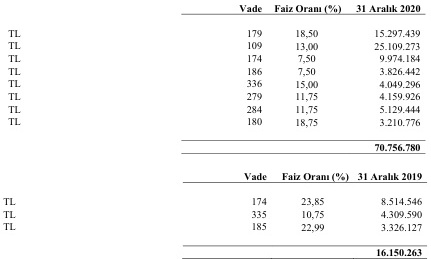 Vade Faiz Oranı (%) 31 Aralık 2020
TL 179 18,50 15.297.439
TL 109 13,00 25.109.273
TL 174 7,50 9.974.184
TL 186 7,50 3.826.442
TL 336 15,00 4.049.296
TL 279 11,75 4.159.926
TL 284 11,75 5.129.444
TL 180 18,75 3.210.776
70.756.780
Vade Faiz Oranı (%) 31 Aralık 2019
TL 174 23,85 8.514.546
TL 335 10,75 4.309.590
TL 185 22,99 3.326.127
16.150.263